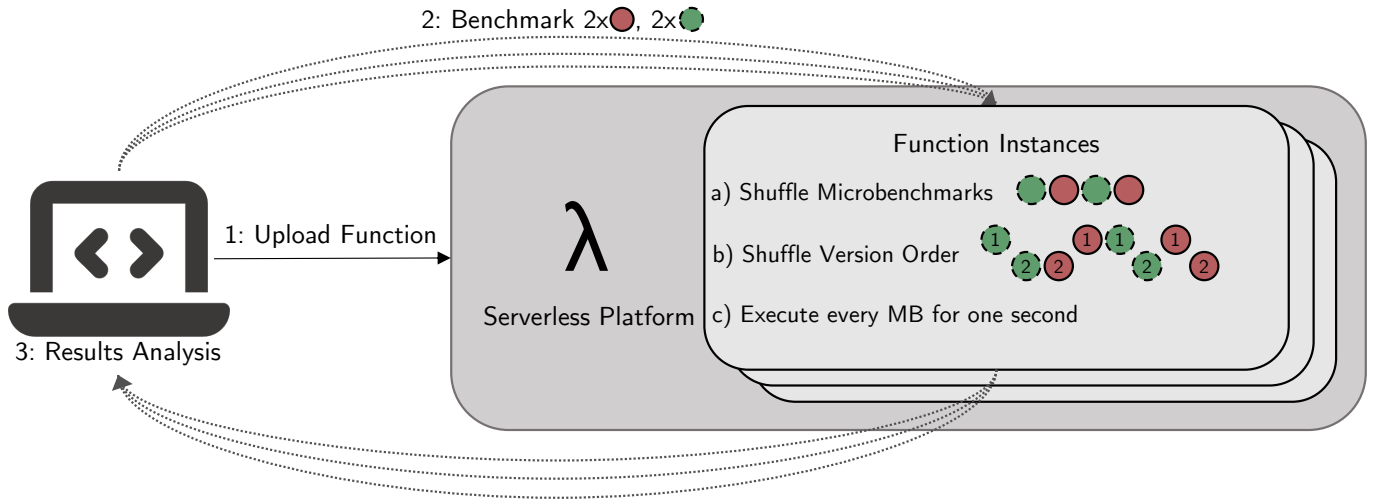 2: Benchmark 2x, 2x
Function Instances
a) Shuffle Microbenchmarks
1: Upload Function
λ
b) Shuffle Version Order
1 2 2 1 1 2 1 2
Serverless Platform
c) Execute every MB for one second
3: Results Analysis